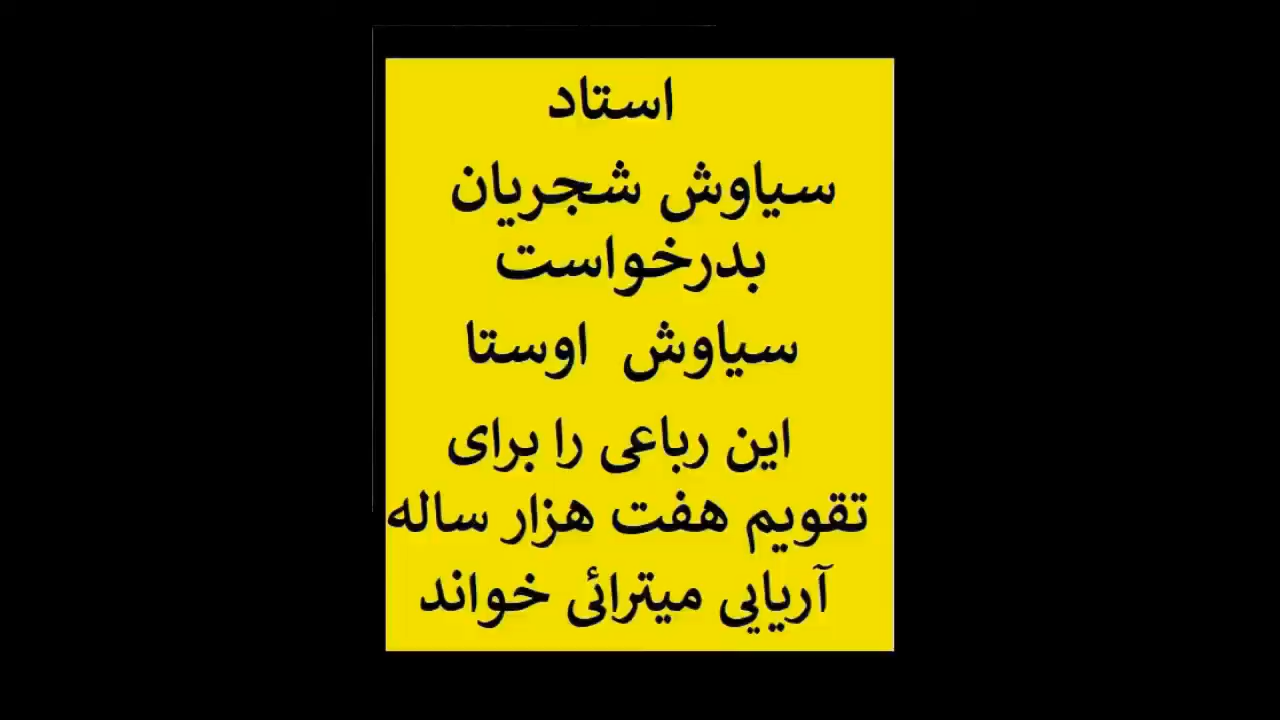 استاد
سیاوش شجریان
بدرخواست
سیاوش اوستا
این رباعی را برای
تقویم هفت هزار ساله
آریایی میترائی خواند